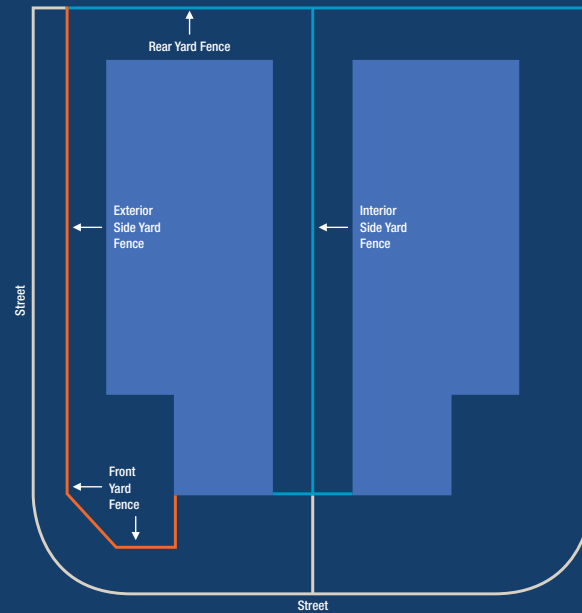 Rear Yard Fence
Exterior
Side Yard
Fence
Interior
Side Yard
Fence
Street
Front
Yard
Fence
Street